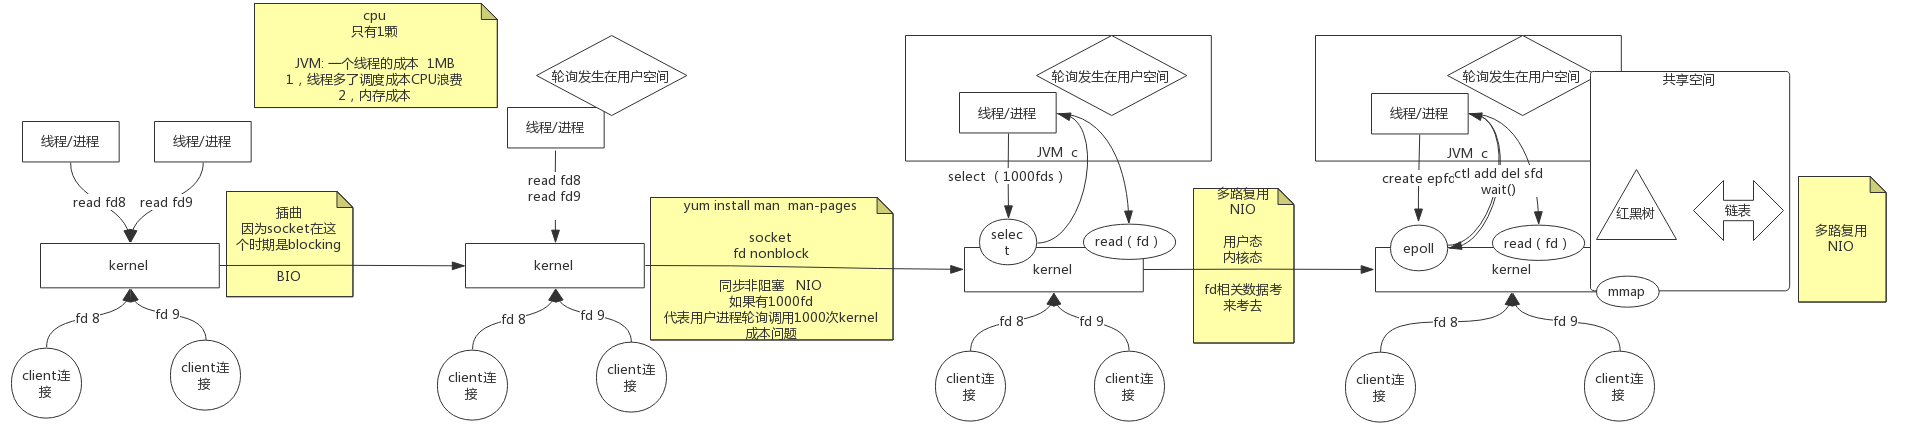 cpu
只有1颗
JVM: 一个线程的成本 1MB
1，线程多了调度成本CPU浪费
2，内存成本
线程/进程
线程/进程
read fd8
read fd9
插曲
因为socket在这
个时期是blocking
BIO
kernel
fd 8
fd 9
client连
接
client连
接
轮询发生在用户空间
线程/进程
read fd8
read fd9
kernel
fd 8
fd 9
client连
接
client连
接
yum install man man-pages
socket
fd nonblock
同步非阻塞 NIO
如果有1000fd
代表用户进程轮询调用1000次kernel
成本问题
轮询发生在用户空间
线程/进程
JVM c
select （1000fds）
selec
t
read（fd）
kernel
fd 8
fd 9
client连
接
client连
接
多路复用
NIO
用户态
内核态
fd相关数据考
来考去
轮询发生在用户空间
线程/进程
JVM c
create epfd
ctl add del sfd
wait()
epoll
read（fd）
kernel
fd 8
fd 9
client连
接
client连
接
共享空间
红黑树
链表
mmap
多路复用
NIO